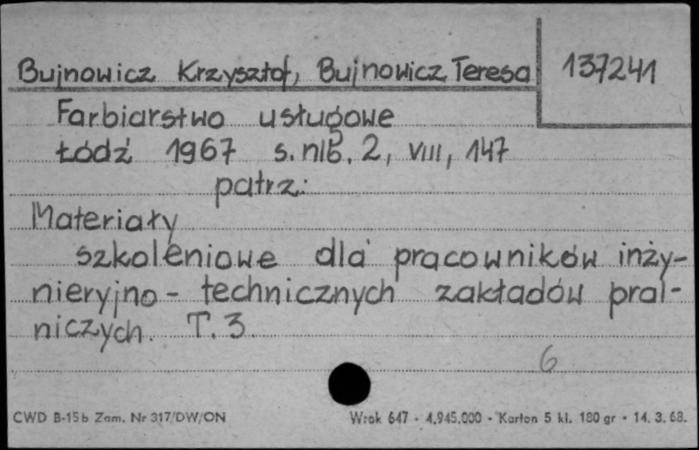 Bujnowicz Krzysztof, Bujnowicz Teresa
137241
Farbiarstwo usługowe
Łódź 1967 s. nlb. 2, VIII, 147
patrz:
Materiały
szkoleniowe dla pracowników inży-
nieryjno - technicznych zakładów pral-
niczych. T. 3.
6
CWD B-15b Zam. Nr 317/DW/ON
Wrak 647 - 4.945.000 - Karton 5 kl. 180 gr - 14. 3. 68.